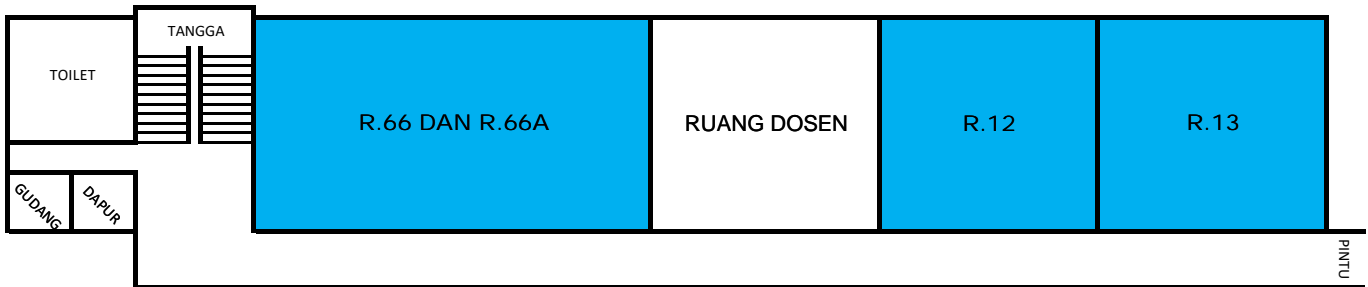 TANGGA
TOILET
R.66 DAN R.66A
RUANG DOSEN
R.12
R.13
GUDANG
DAPUR
PINTU